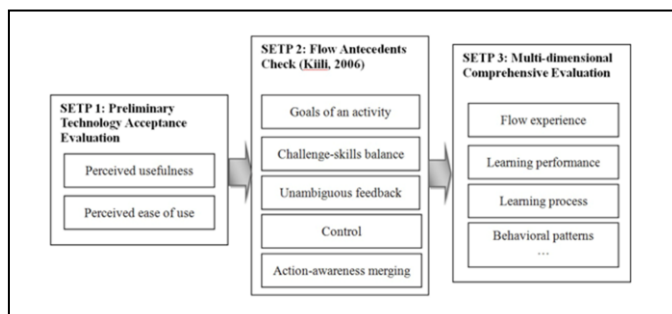 SETP 1: Preliminary
Technology Acceptance
Evaluation
Perceived usefulness
Perceived ease of use
SETP 2: Flow Antecedents
Check (Kiili, 2006)
Goals of an activity
Challenge-skills balance
Unambiguous feedback
Control
Action-awareness merging
SETP 3: Multi-dimensional
Comprehensive Evaluation
Flow experience
Learning performance
Learning process
Behavioral patterns
…